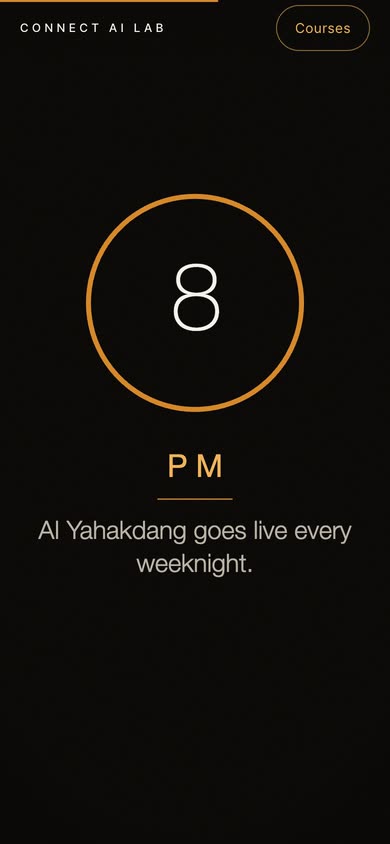 CONNECT AI LAB
Courses
8
PM
AI Yahakdang goes live every
weeknight.